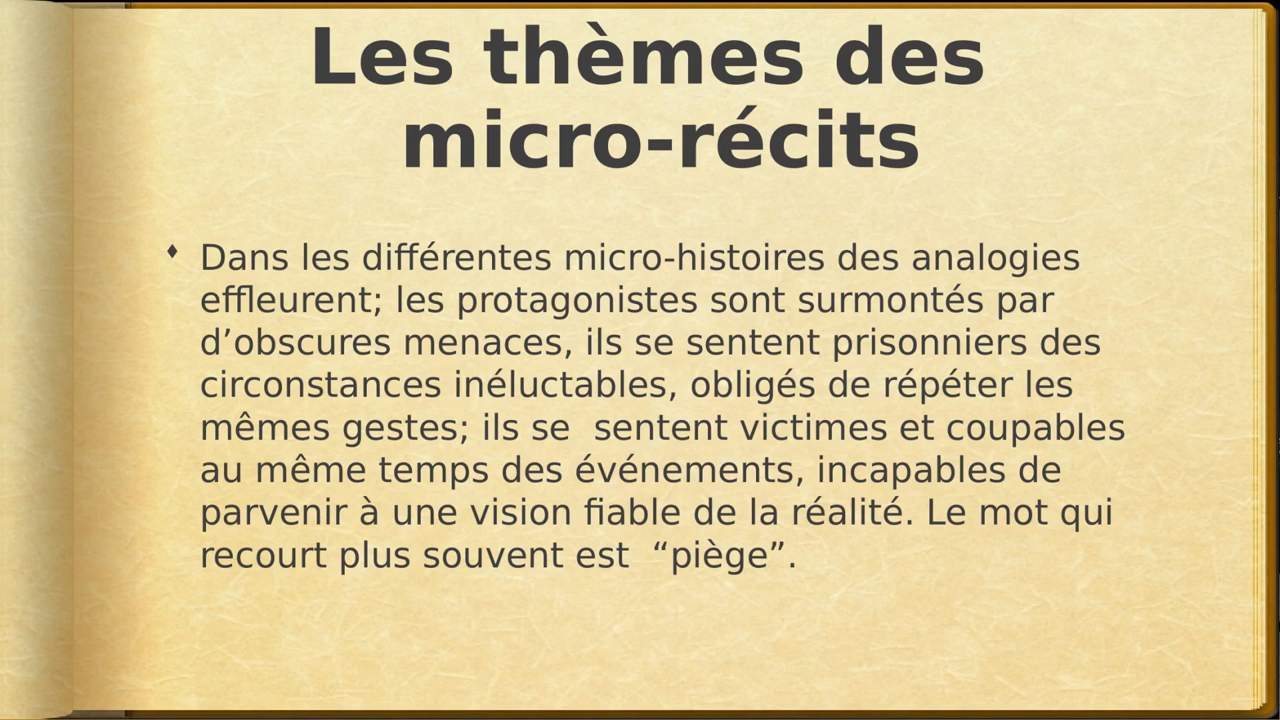 Les thèmes des
micro-récits
Dans les différentes micro-histoires des analogies
effleurent; les protagonistes sont surmontés par
d’obscures menaces, ils se sentent prisonniers des
circonstances inéluctables, obligés de répéter les
mêmes gestes; ils se  sentent victimes et coupables
au même temps des événements, incapables de
parvenir à une vision fiable de la réalité. Le mot qui
recourt plus souvent est  “piège”.